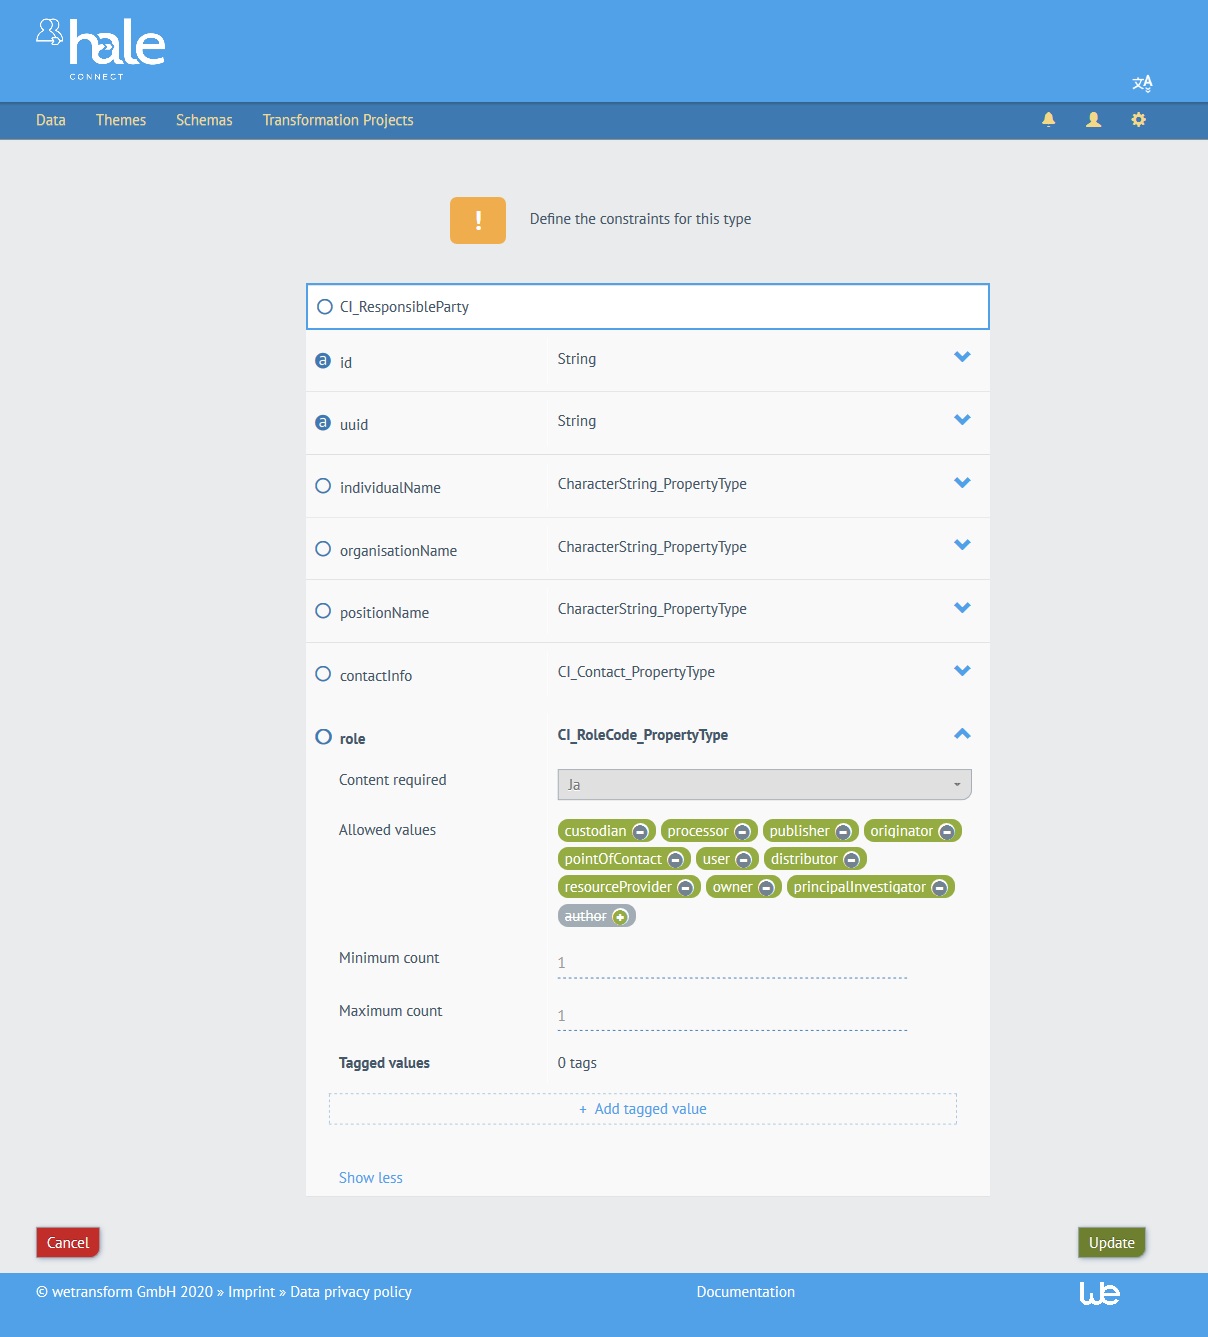 hale
CONNECT
文A
Data Themes Schemas Transformation Projects
! Define the constraints for this type
CI_ResponsibleParty
a id String
a uuid String
individualName CharacterString_PropertyType
organisationName CharacterString_PropertyType
positionName CharacterString_PropertyType
contactInfo CI_Contact_PropertyType
role CI_RoleCode_PropertyType
Content required Ja
Allowed values custodian processor publisher originator
pointOfContact user distributor
resourceProvider owner principalInvestigator
author
Minimum count 1
Maximum count 1
Tagged values 0 tags
+ Add tagged value
Show less
Cancel Update
© wetransform GmbH 2020 » Imprint » Data privacy policy Documentation we